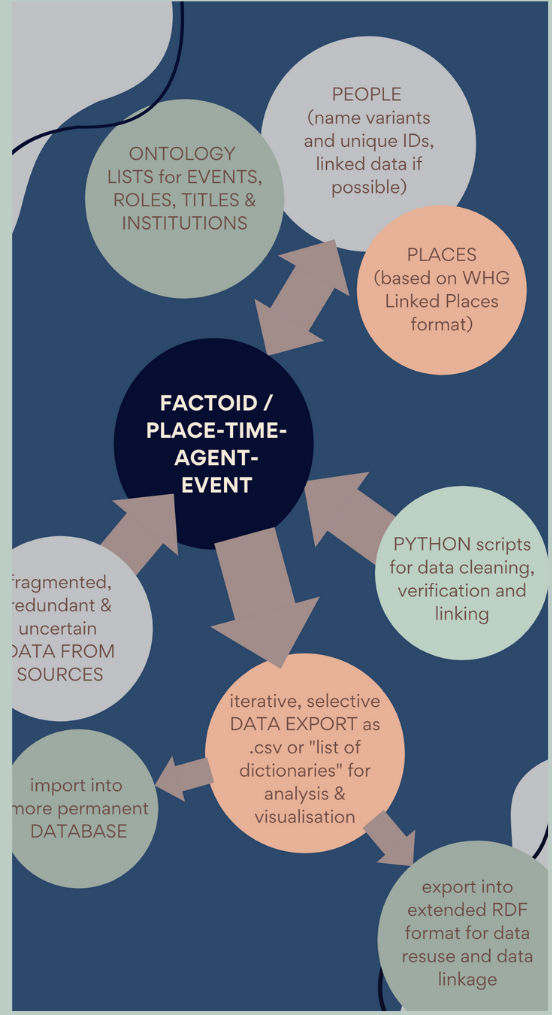 PEOPLE
(name variants
and unique IDs,
linked data if
possible)
ONTOLOGY
LISTS for EVENTS,
ROLES, TITLES &
INSTITUTIONS
PLACES
(based on WHG
Linked Places
format)
FACTOID /
PLACE-TIME-
AGENT-
EVENT
PYTHON scripts
for data cleaning,
verification and
linking
fragmented,
redundant &
uncertain
DATA FROM
SOURCES
iterative, selective
DATA EXPORT as
.csv or "list of
dictionaries" for
analysis &
visualisation
import into
more permanent
DATABASE
export into
extended RDF
format for data
resuse and data
linkage